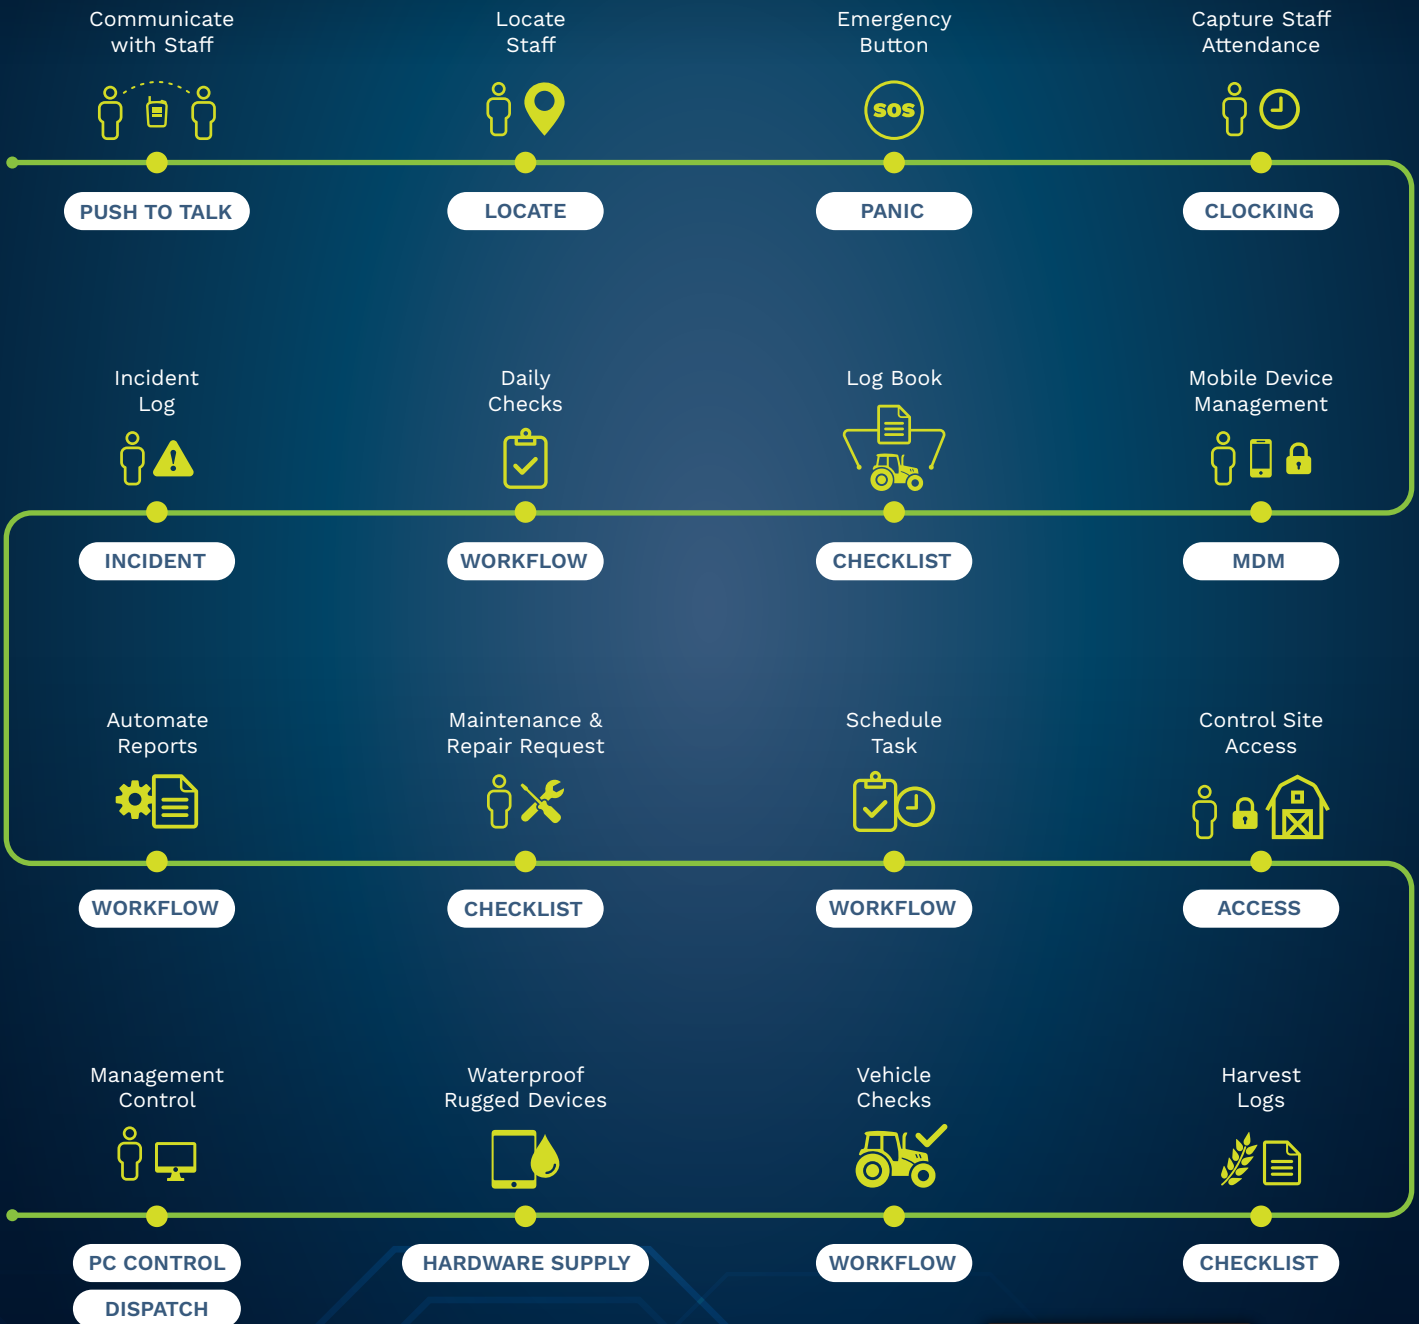 Communicate
with Staff
Locate
Staff
Emergency
Button
Capture Staff
Attendance
SOS
PUSH TO TALK
LOCATE
PANIC
CLOCKING
Incident
Log
Daily
Checks
Log Book
Mobile Device
Management
INCIDENT
WORKFLOW
CHECKLIST
MDM
Automate
Reports
Maintenance &
Repair Request
Schedule
Task
Control Site
Access
WORKFLOW
CHECKLIST
WORKFLOW
ACCESS
Management
Control
Waterproof
Rugged Devices
Vehicle
Checks
Harvest
Logs
PC CONTROL
DISPATCH
HARDWARE SUPPLY
WORKFLOW
CHECKLIST